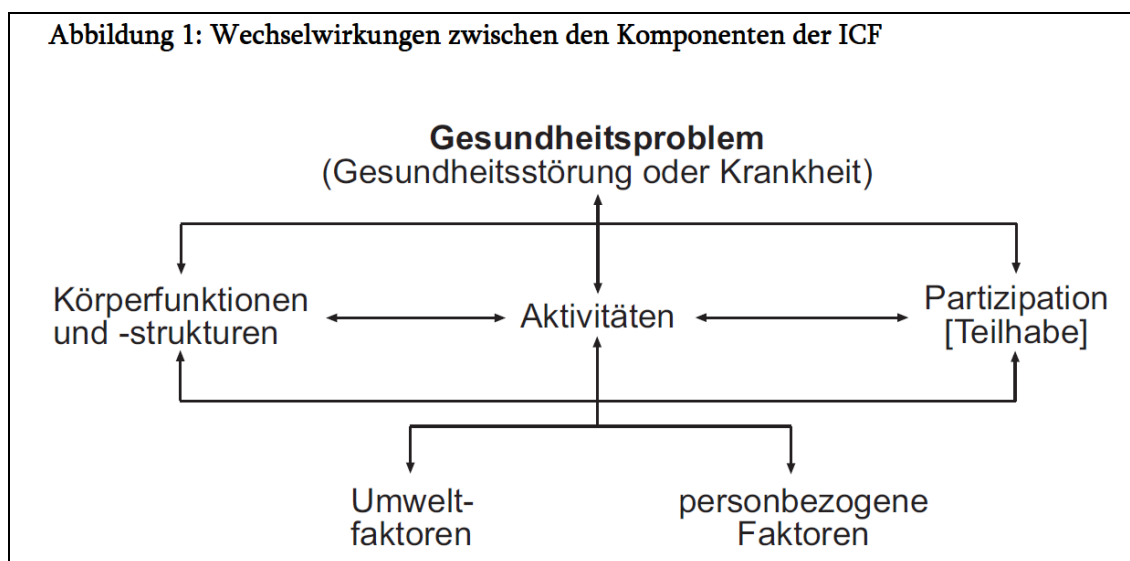 Abbildung 1: Wechselwirkungen zwischen den Komponenten der ICF
Gesundheitsproblem
(Gesundheitsstörung oder Krankheit)
Körperfunktionen
und -strukturen
Aktivitäten
Partizipation
[Teilhabe]
Umwelt-
faktoren
personbezogene
Faktoren